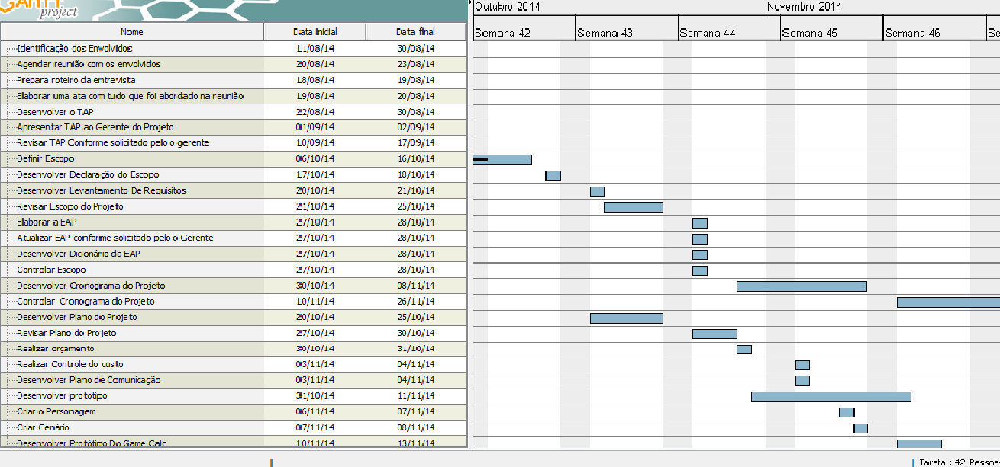 GANTT
project
Outubro 2014 Novembro 2014
Nome Data inicial Data final Semana 42 Semana 43 Semana 44 Semana 45 Semana 46 Se
Identificação dos Envolvidos 11/08/14 30/08/14
Agendar reunião com os envolvidos 20/08/14 23/08/14
Prepara roteiro da entrevista 18/08/14 19/08/14
Elaborar uma ata com tudo que foi abordado na reunião 19/08/14 20/08/14
Desenvolver o TAP 22/08/14 30/08/14
Apresentar TAP ao Gerente do Projeto 01/09/14 02/09/14
Revisar TAP Conforme solicitado pelo o gerente 10/09/14 17/09/14
Definir Escopo 06/10/14 16/10/14
Desenvolver Declaração do Escopo 17/10/14 18/10/14
Desenvolver Levantamento De Requisitos 20/10/14 21/10/14
Revisar Escopo do Projeto 21/10/14 25/10/14
Elaborar a EAP 27/10/14 28/10/14
Atualizar EAP conforme solicitado pelo o Gerente 27/10/14 28/10/14
Desenvolver Dicionário da EAP 27/10/14 28/10/14
Controlar Escopo 27/10/14 28/10/14
Desenvolver Cronograma do Projeto 30/10/14 08/11/14
Controlar Cronograma do Projeto 10/11/14 26/11/14
Desenvolver Plano do Projeto 20/10/14 25/10/14
Revisar Plano do Projeto 27/10/14 30/10/14
Realizar orçamento 30/10/14 31/10/14
Realizar Controle do custo 03/11/14 04/11/14
Desenvolver Plano de Comunicação 03/11/14 04/11/14
Desenvolver prototipo 31/10/14 11/11/14
Criar o Personagem 06/11/14 07/11/14
Criar Cenário 07/11/14 08/11/14
Desenvolver Protótipo Do Game Calc 10/11/14 13/11/14
Tarefa : 42 Pessoas